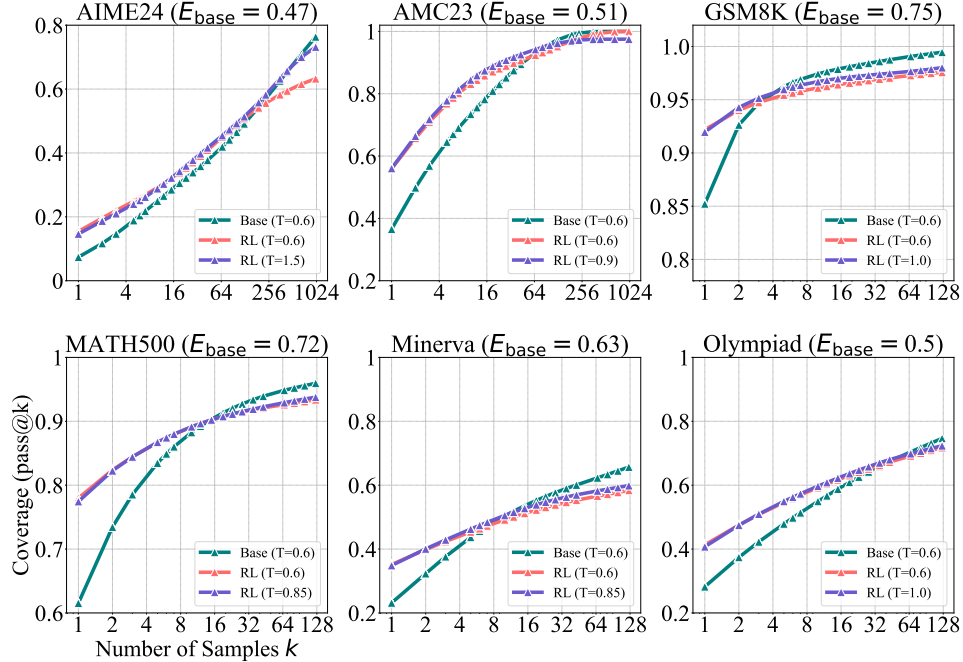 AIME24 (E_base = 0.47)
1
0.8
0.6
0.4
0.2
0
1 4 16 64 256 1024
Base (T=0.6)
RL (T=0.6)
RL (T=1.5)
AMC23 (E_base = 0.51)
1
0.8
0.6
0.4
0.2
1 4 16 64 256 1024
Base (T=0.6)
RL (T=0.6)
RL (T=0.9)
GSM8K (E_base = 0.75)
1.0
0.95
0.9
0.85
0.8
1 2 4 8 16 32 64 128
Base (T=0.6)
RL (T=0.6)
RL (T=1.0)
MATH500 (E_base = 0.72)
Coverage (pass@k)
1
0.9
0.8
0.7
0.6
1 2 4 8 16 32 64 128
Number of Samples k
Base (T=0.6)
RL (T=0.6)
RL (T=0.85)
Minerva (E_base = 0.63)
1
0.8
0.6
0.4
0.2
1 2 4 8 16 32 64 128
Base (T=0.6)
RL (T=0.6)
RL (T=0.85)
Olympiad (E_base = 0.5)
1
0.8
0.6
0.4
0.2
1 2 4 8 16 32 64 128
Base (T=0.6)
RL (T=0.6)
RL (T=1.0)